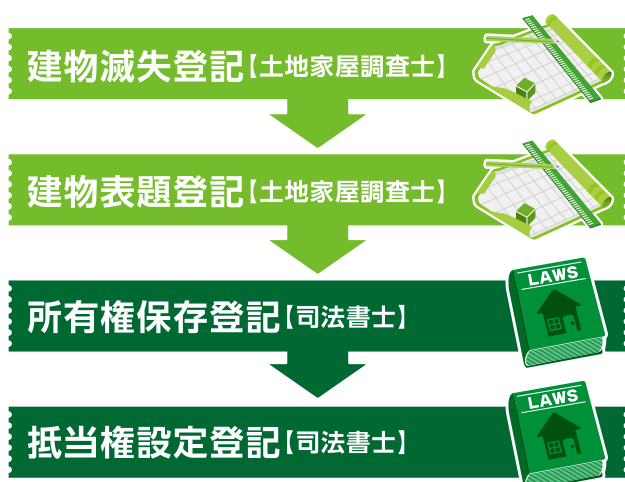 建物滅失登記【土地家屋調査士】
建物表題登記【土地家屋調査士】
所有権保存登記【司法書士】
LAWS
抵当権設定登記【司法書士】
LAWS